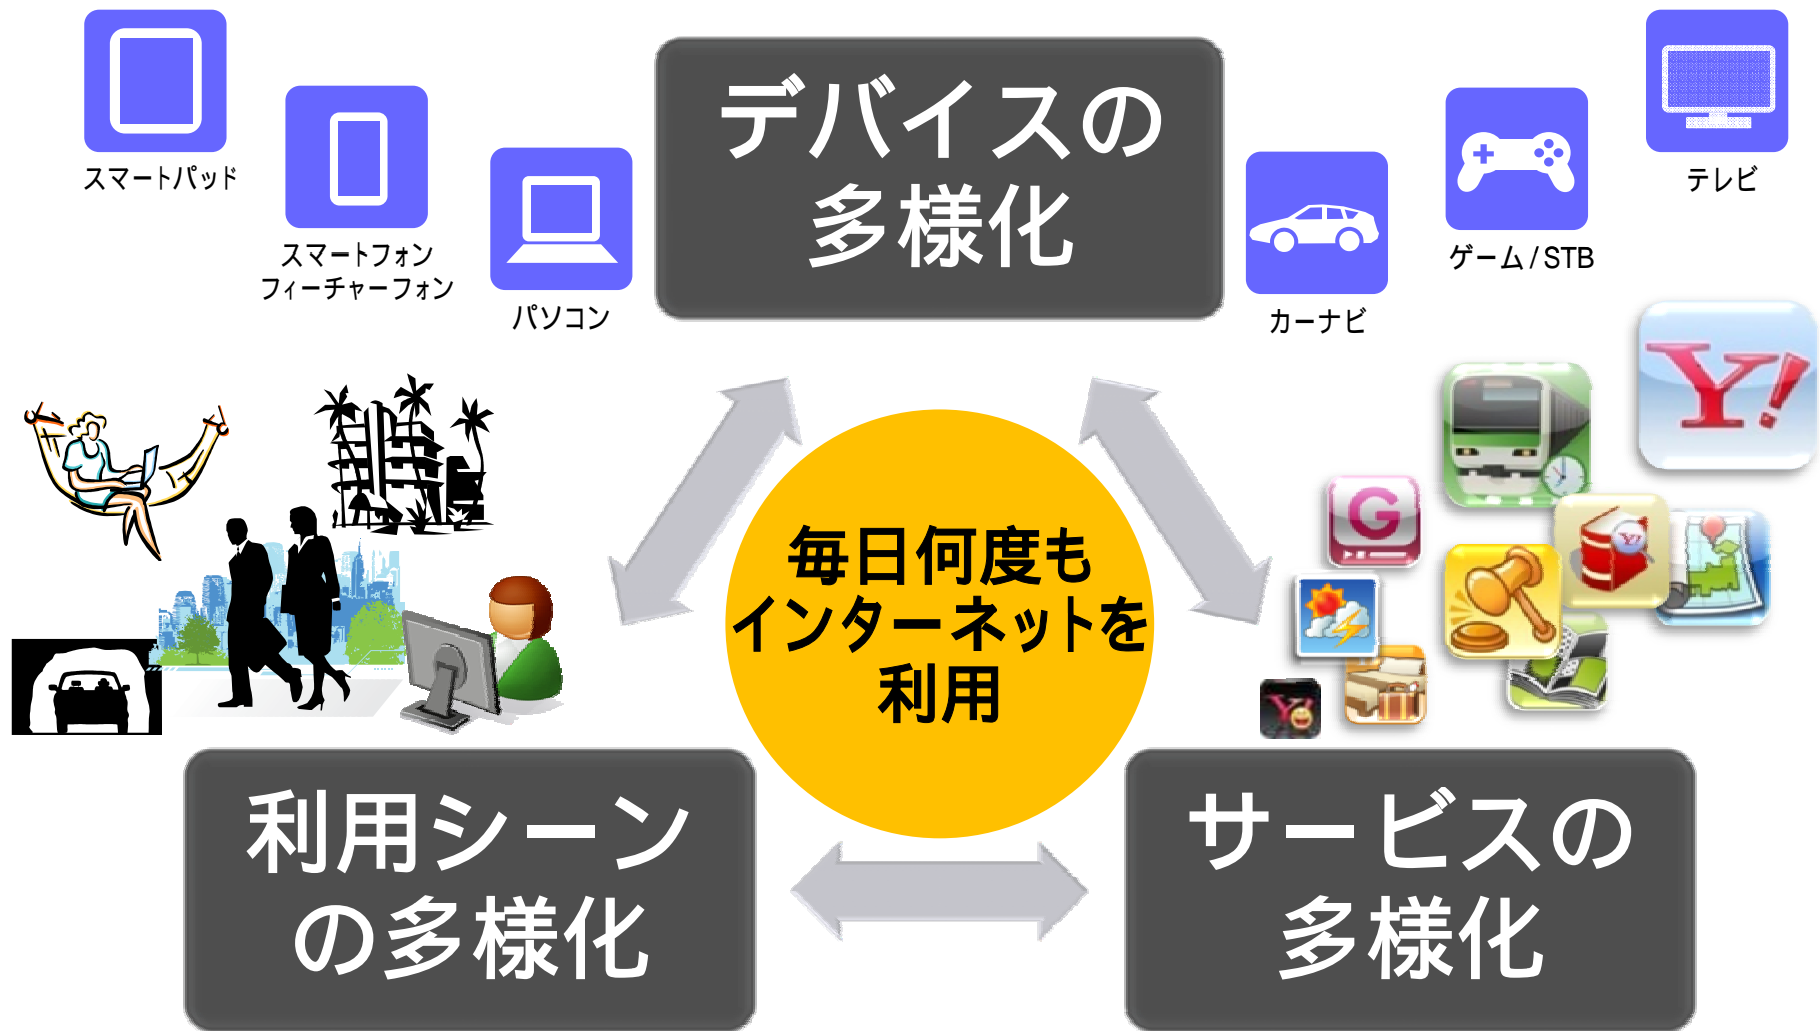 デバイスの
多様化
スマートパッド
スマートフォン
フィーチャーフォン
パソコン
カーナビ
ゲーム / STB
テレビ
Y!
G
Y!
Y!
毎日何度も
インターネットを
利用
利用シーン
の多様化
サービスの
多様化